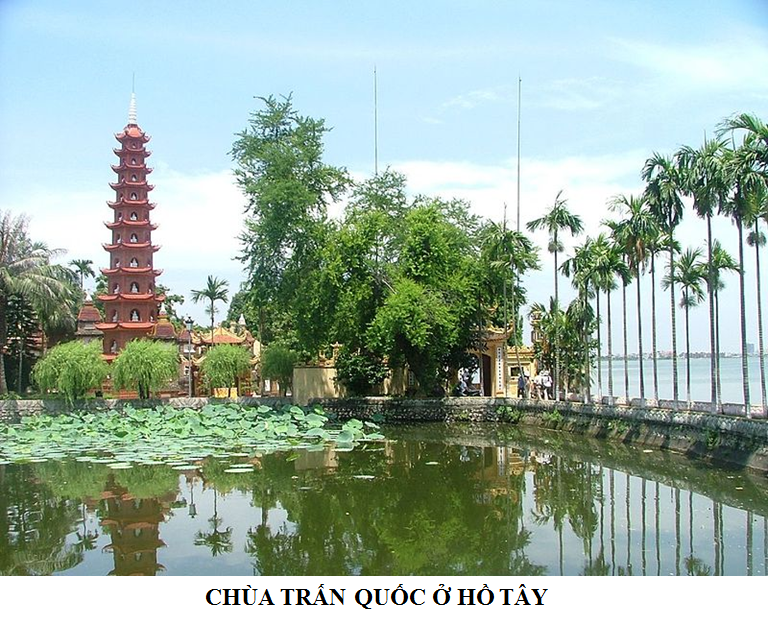 CHÙA TRẤN QUỐC Ở HỒ TÂY